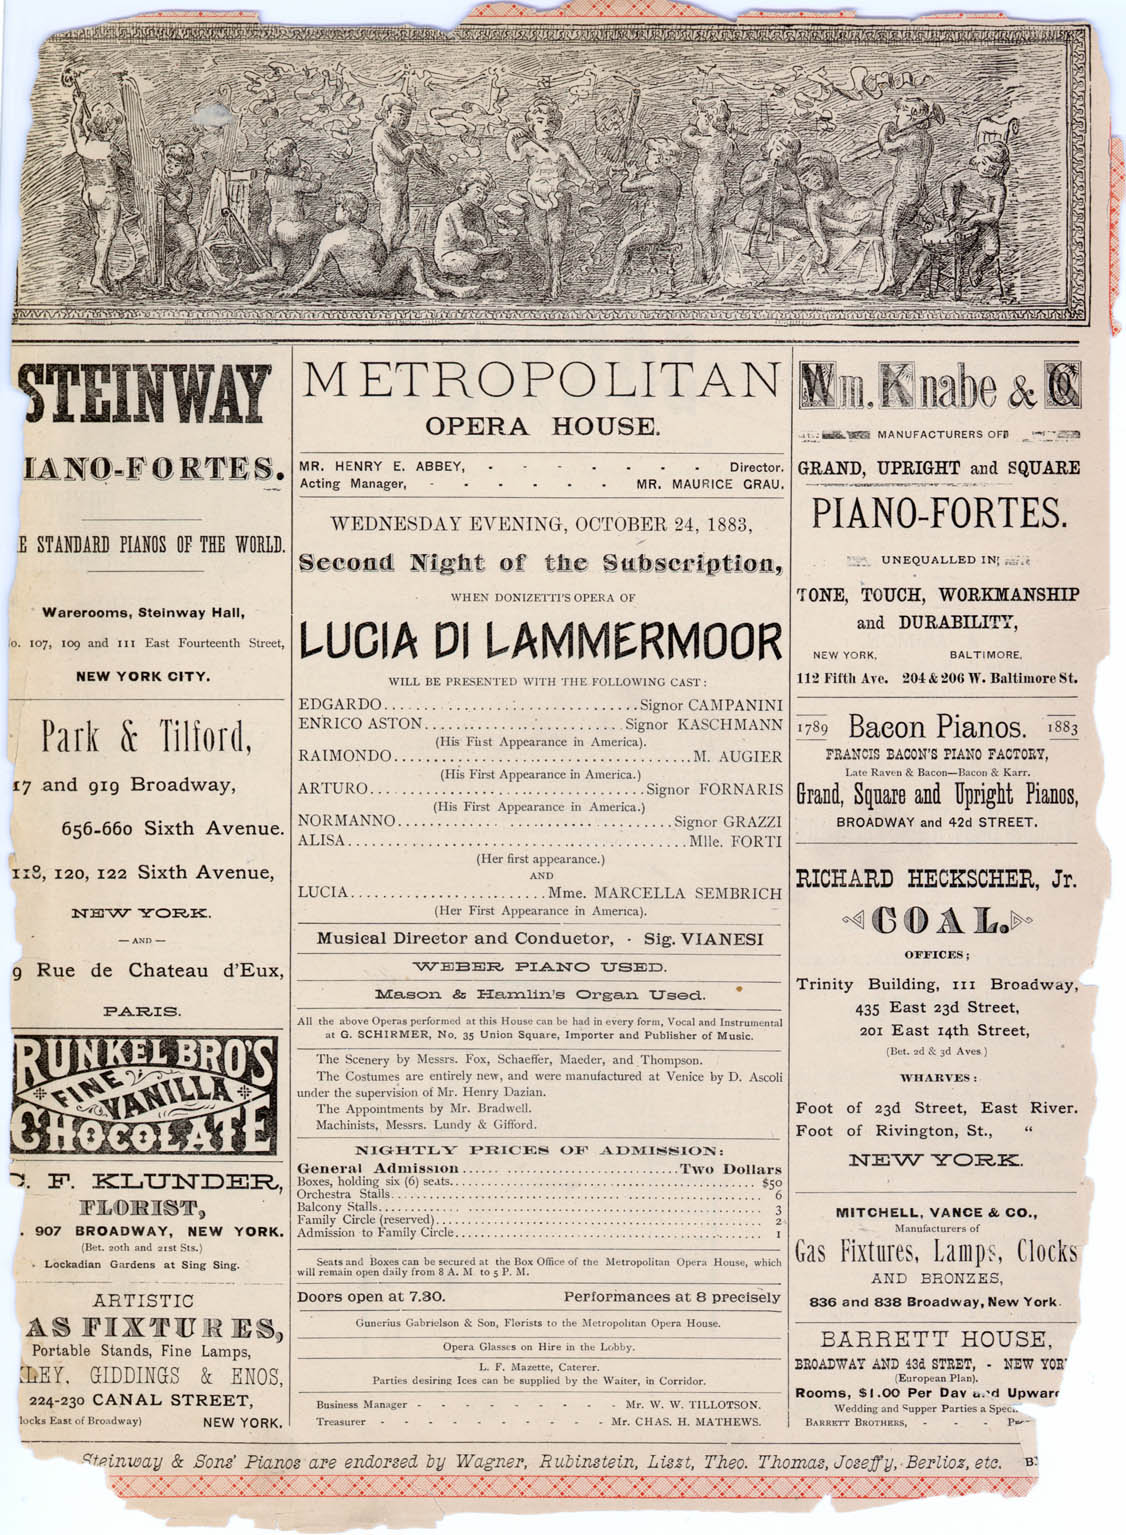 STEINWAY
IANO-FORTES.
E STANDARD PIANOS OF THE WORLD.
Warerooms, Steinway Hall,
o. 107, 109 and 111 East Fourteenth Street,
NEW YORK CITY.
Park & Tilford,
17 and 919 Broadway,
656-660 Sixth Avenue.
118, 120, 122 Sixth Avenue,
NEW YORK.
— AND —
9 Rue de Chateau d'Eux,
PARIS.
RUNKEL BRO'S
FINE
VANILLA
CHOCOLATE
C. F. KLUNDER,
FLORIST,
. 907 BROADWAY, NEW YORK.
(Bet. 20th and 21st Sts.)
Lockadian Gardens at Sing Sing.
ARTISTIC
AS FIXTURES,
Portable Stands, Fine Lamps,
LEY, GIDDINGS & ENOS,
224-230 CANAL STREET,
locks East of Broadway) NEW YORK.
METROPOLITAN
OPERA HOUSE.
MR. HENRY E. ABBEY, - - - - - - Director.
Acting Manager, - - - - - - MR. MAURICE GRAU.
WEDNESDAY EVENING, OCTOBER 24, 1883,
Second Night of the Subscription,
WHEN DONIZETTI'S OPERA OF
LUCIA DI LAMMERMOOR
WILL BE PRESENTED WITH THE FOLLOWING CAST:
EDGARDO..............................Signor CAMPANINI
ENRICO ASTON........................Signor KASCHMANN
(His First Appearance in America).
RAIMONDO....................................M. AUGIER
(His First Appearance in America.)
ARTURO.................................Signor FORNARIS
(His First Appearance in America.)
NORMANNO.................................Signor GRAZZI
ALISA.........................................Mlle. FORTI
(Her first appearance.)
AND
LUCIA........................Mme. MARCELLA SEMBRICH
(Her First Appearance in America).
Musical Director and Conductor, - Sig. VIANESI
WEBER PIANO USED.
Mason & Hamlin's Organ Used.
All the above Operas performed at this House can be had in every form, Vocal and Instrumental
at G. SCHIRMER, No. 35 Union Square, Importer and Publisher of Music.
The Scenery by Messrs. Fox, Schaeffer, Maeder, and Thompson.
The Costumes are entirely new, and were manufactured at Venice by D. Ascoli
under the supervision of Mr. Henry Dazian.
The Appointments by Mr. Bradwell.
Machinists, Messrs. Lundy & Gifford.
NIGHTLY PRICES OF ADMISSION:
General Admission.................................Two Dollars
Boxes, holding six (6) seats.......................................$50
Orchestra Stalls.......................................................6
Balcony Stalls.........................................................3
Family Circle (reserved).............................................2
Admission to Family Circle..........................................1
Seats and Boxes can be secured at the Box Office of the Metropolitan Opera House, which
will remain open daily from 8 A. M. to 5 P. M.
Doors open at 7.30. Performances at 8 precisely
Gunerius Gabrielson & Son, Florists to the Metropolitan Opera House.
Opera Glasses on Hire in the Lobby.
L. F. Mazette, Caterer.
Parties desiring Ices can be supplied by the Waiter, in Corridor.
Business Manager - - - - - - - - - Mr. W. W. TILLOTSON.
Treasurer - - - - - - - - - - Mr. CHAS. H. MATHEWS.
Wm. Knabe & Co
MANUFACTURERS OF
GRAND, UPRIGHT and SQUARE
PIANO-FORTES.
UNEQUALLED IN
TONE, TOUCH, WORKMANSHIP
and DURABILITY,
NEW YORK, BALTIMORE,
112 Fifth Ave. 204 & 206 W. Baltimore St.
1789 Bacon Pianos. 1883
FRANCIS BACON'S PIANO FACTORY,
Late Raven & Bacon—Bacon & Karr.
Grand, Square and Upright Pianos,
BROADWAY and 42d STREET.
RICHARD HECKSCHER, Jr.
COAL.
OFFICES;
Trinity Building, 111 Broadway,
435 East 23d Street,
201 East 14th Street,
(Bet. 2d & 3d Aves.)
WHARVES:
Foot of 23d Street, East River.
Foot of Rivington, St., "
NEW YORK.
MITCHELL, VANCE & CO.,
Manufacturers of
Gas Fixtures, Lamps, Clocks
AND BRONZES,
836 and 838 Broadway, New York.
BARRETT HOUSE,
BROADWAY AND 43d STRET, - NEW YOR
(European Plan).
Rooms, $1.00 Per Day and Upward
Wedding and Supper Parties a Spec
BARRETT BROTHERS, - - - P
Steinway & Sons' Pianos are endorsed by Wagner, Rubinstein, Liszt, Theo. Thomas, Joseffy, Berlioz, etc. B